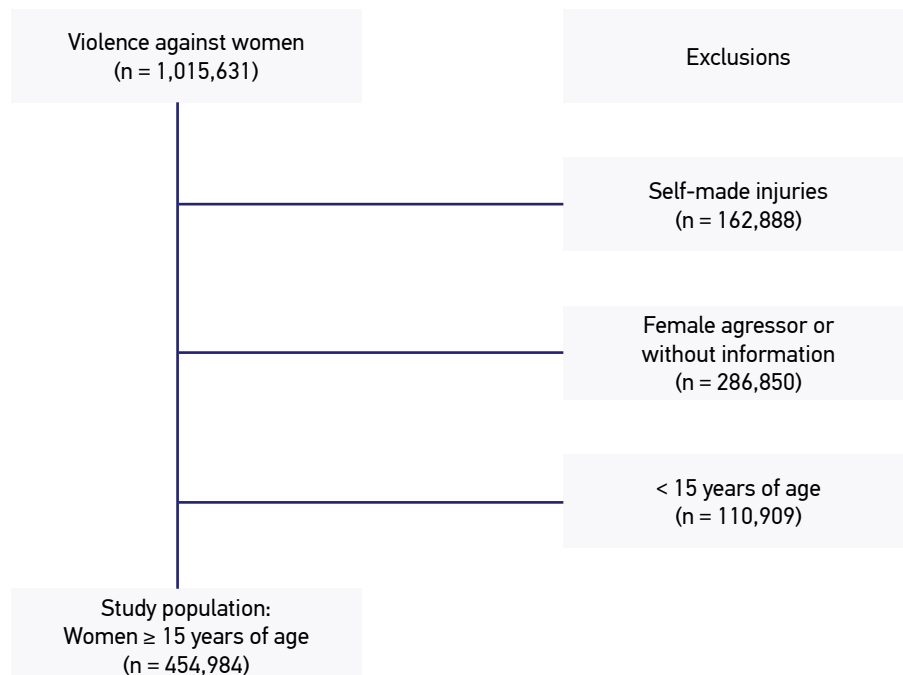 Violence against women
(n = 1,015,631)
Exclusions
Self-made injuries
(n = 162,888)
Female agressor or
without information
(n = 286,850)
< 15 years of age
(n = 110,909)
Study population:
Women ≥ 15 years of age
(n = 454,984)